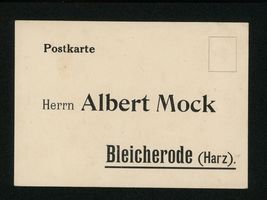 Postkarte
Herrn Albert Mock
Bleicherode (Harz).